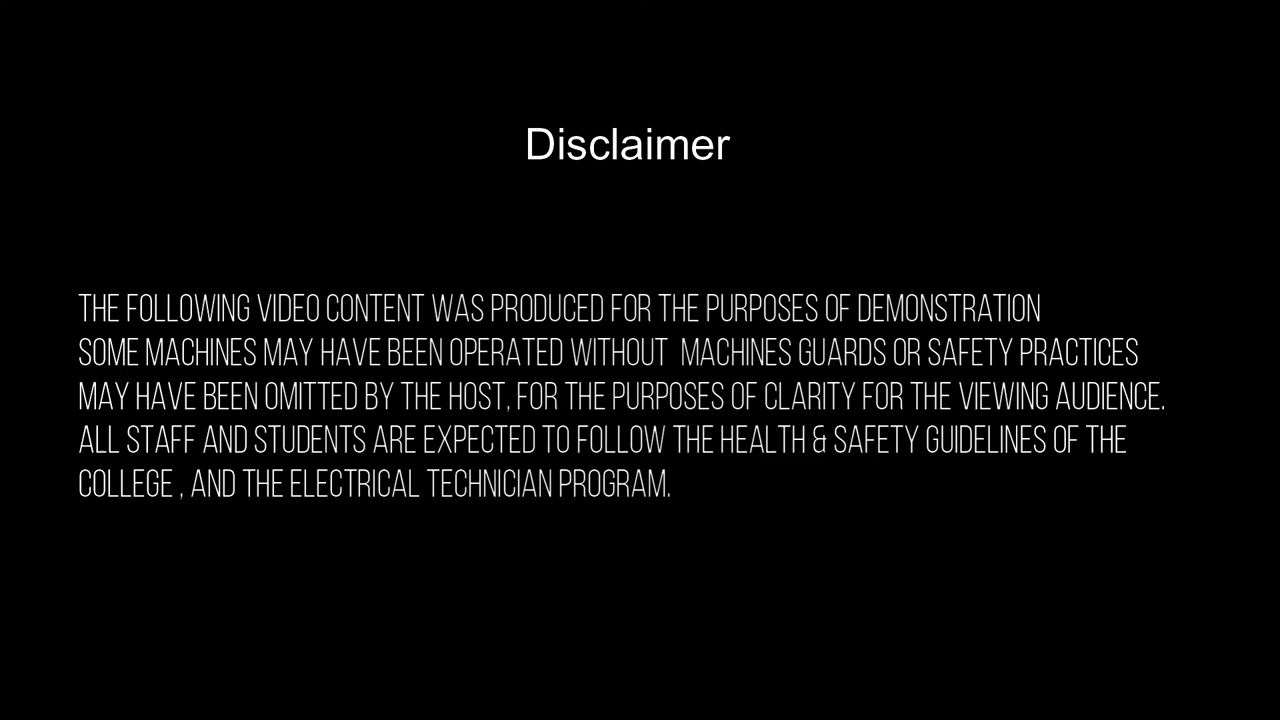 Disclaimer
THE FOLLOWING VIDEO CONTENT WAS PRODUCED FOR THE PURPOSES OF DEMONSTRATION
SOME MACHINES MAY HAVE BEEN OPERATED WITHOUT  MACHINES GUARDS OR SAFETY PRACTICES
MAY HAVE BEEN OMITTED BY THE HOST, FOR THE PURPOSES OF CLARITY FOR THE VIEWING AUDIENCE.
ALL STAFF AND STUDENTS ARE EXPECTED TO FOLLOW THE HEALTH & SAFETY GUIDELINES OF THE
COLLEGE , AND THE ELECTRICAL TECHNICIAN PROGRAM.